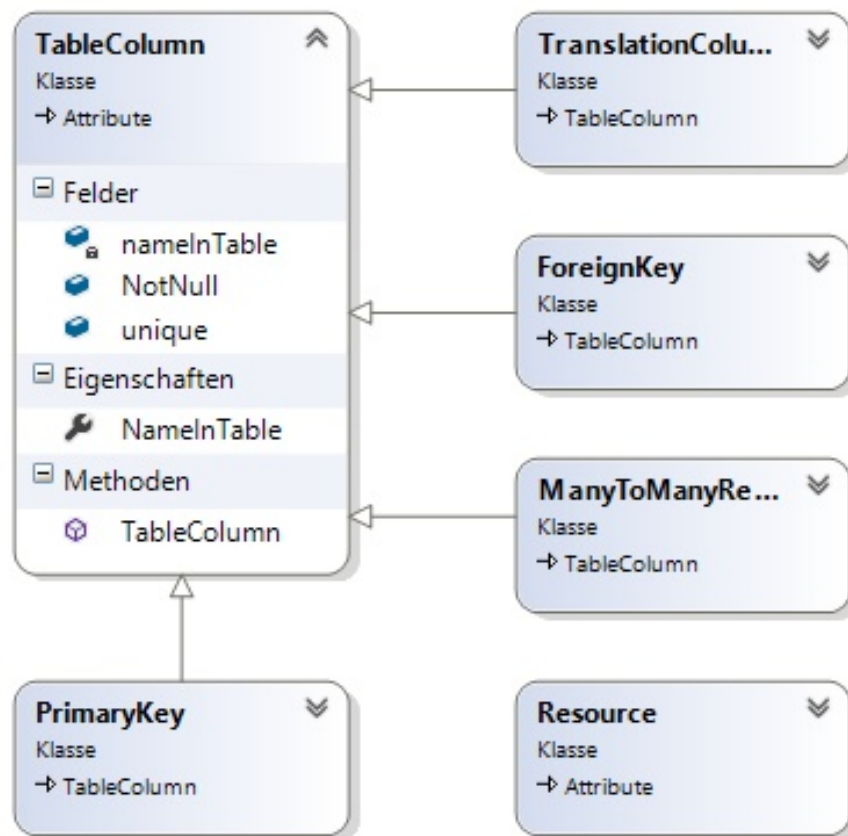 TableColumn
Klasse
Attribute
Felder
nameInTable
NotNull
unique
Eigenschaften
NameInTable
Methoden
TableColumn
TranslationColu...
Klasse
TableColumn
ForeignKey
Klasse
TableColumn
ManyToManyRe...
Klasse
TableColumn
PrimaryKey
Klasse
TableColumn
Resource
Klasse
Attribute